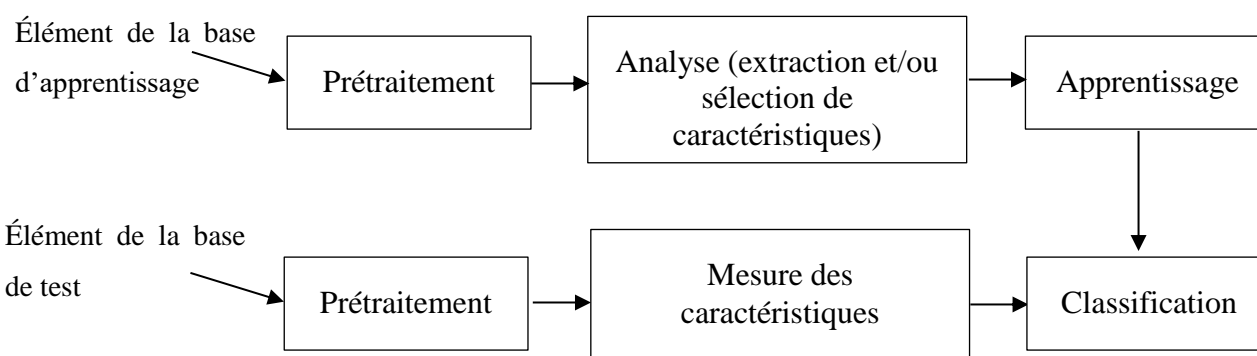 Élément de la base
d’apprentissage
Prétraitement
Analyse (extraction et/ou
sélection de
caractéristiques)
Apprentissage
Élément de la base
de test
Prétraitement
Mesure des
caractéristiques
Classification